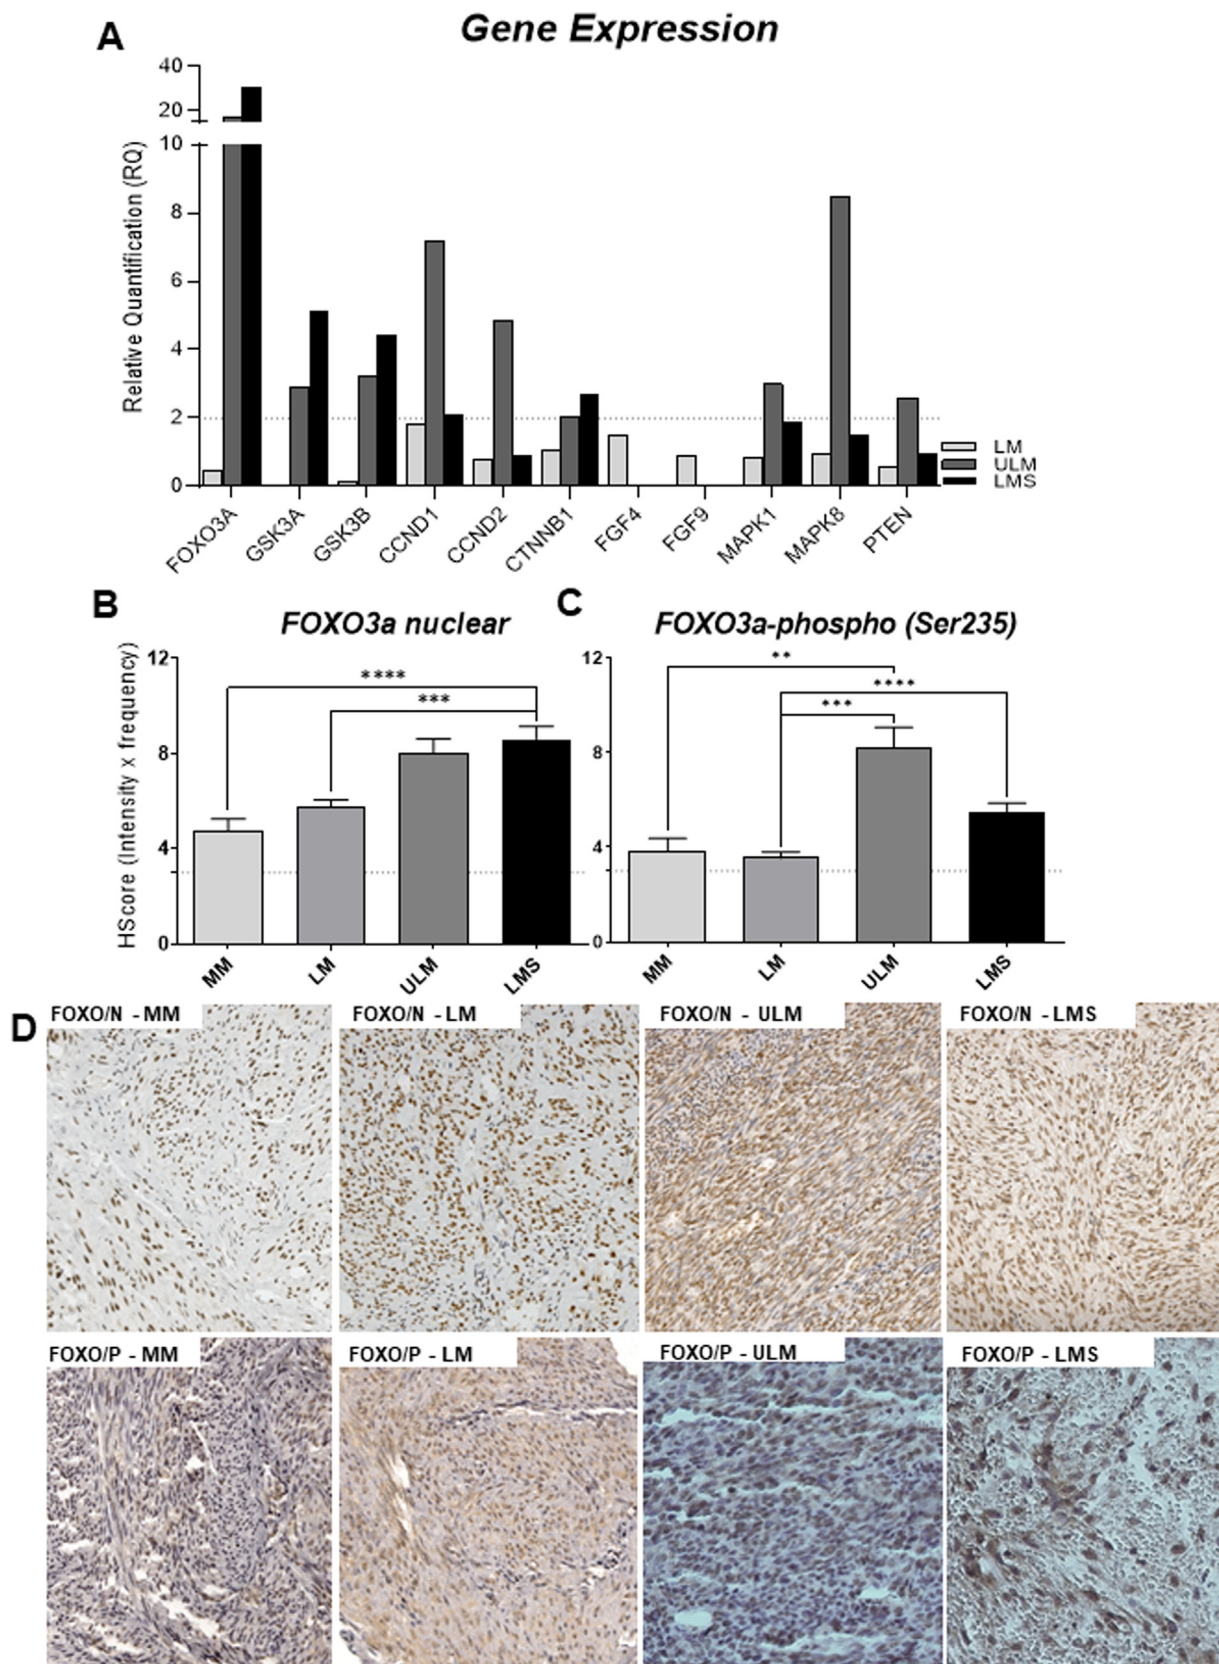 A
Gene Expression
Relative Quantification (RQ)
40
20
10
8
6
4
2
0
FOXO3A
GSK3A
GSK3B
CCND1
CCND2
CTNNB1
FGF4
FGF9
MAPK1
MAPK8
PTEN
LM
ULM
LMS
B
FOXO3a nuclear
HScore (Intensity x frequency)
12
8
4
0
****
***
MM
LM
ULM
LMS
C
FOXO3a-phospho (Ser235)
12
8
4
0
**
****
***
MM
LM
ULM
LMS
D
FOXO/N - MM
FOXO/N - LM
FOXO/N - ULM
FOXO/N - LMS
FOXO/P - MM
FOXO/P - LM
FOXO/P - ULM
FOXO/P - LMS